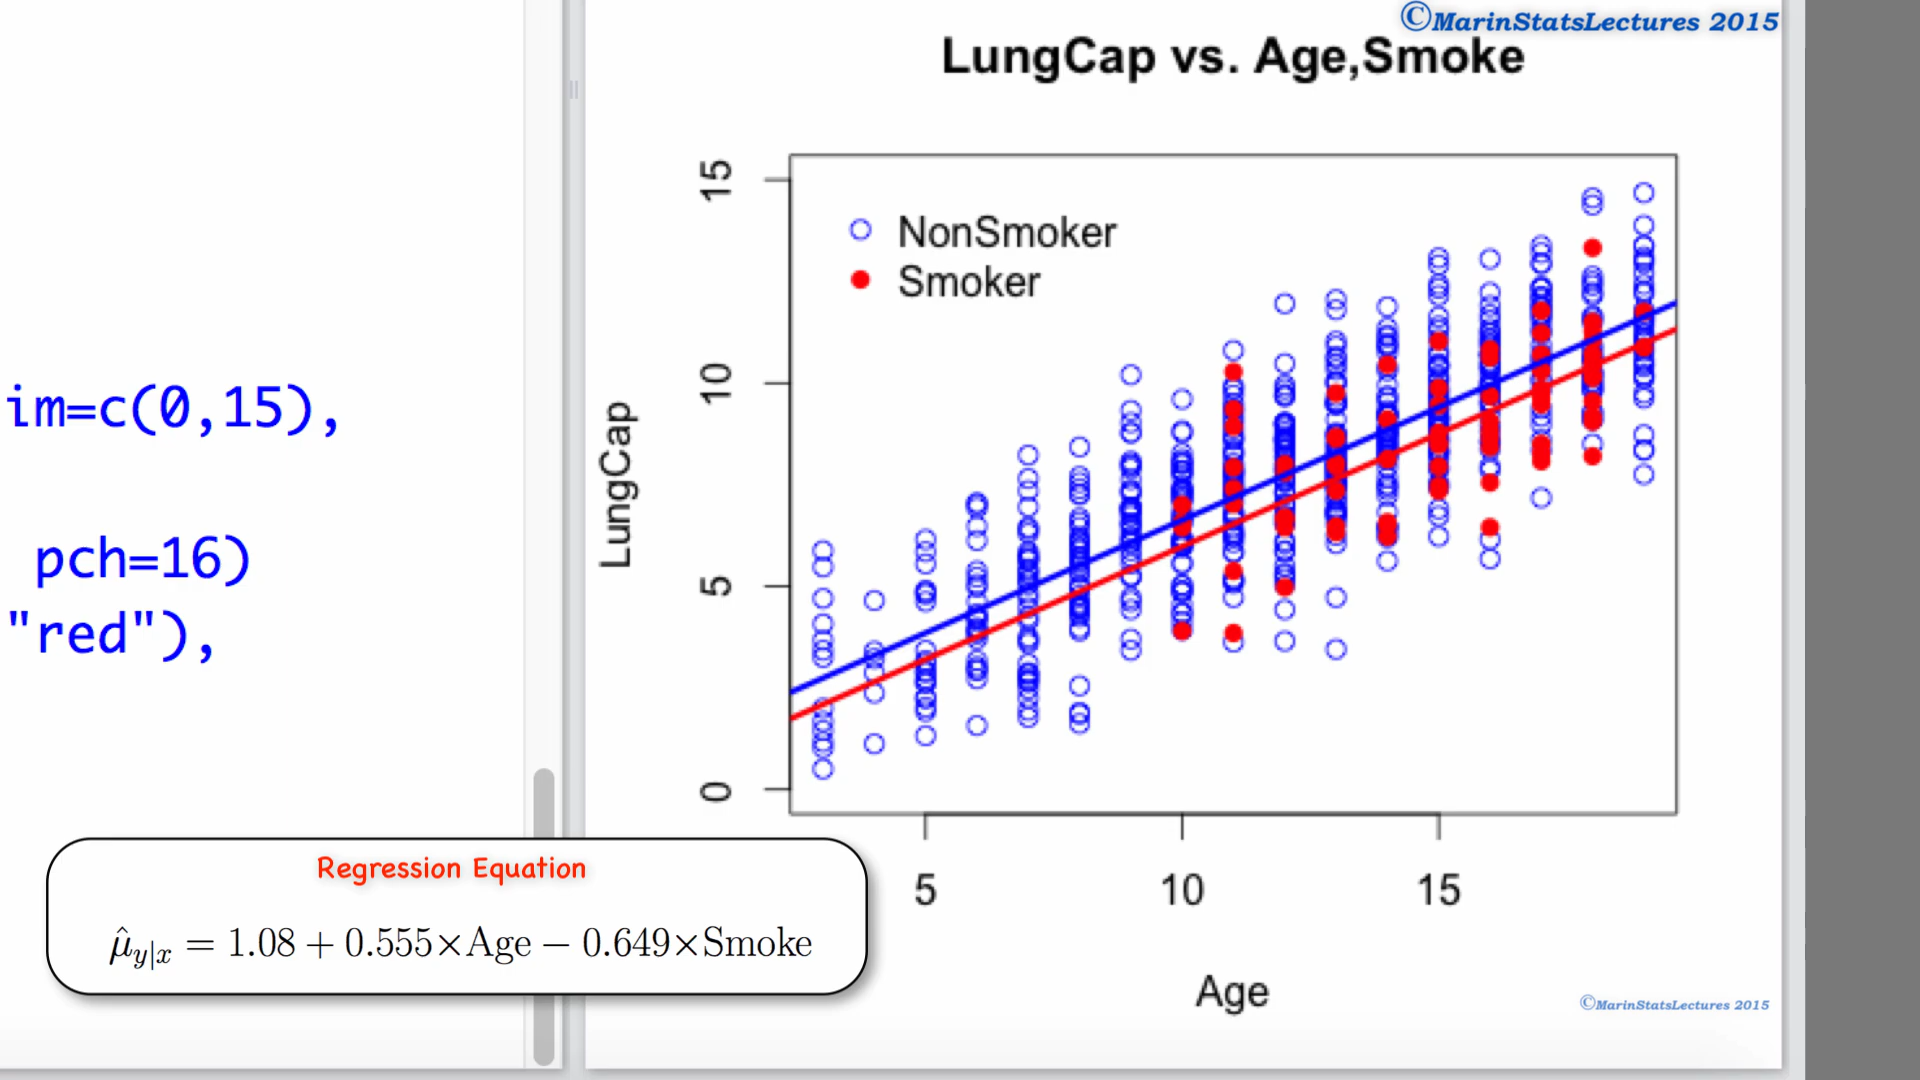 ©MarinStatsLectures 2015
LungCap vs. Age,Smoke
im=c(0,15),
pch=16)
"red"),
NonSmoker
Smoker
15
10
5
0
LungCap
5 10 15
Age
Regression Equation
μ̂y|x = 1.08 + 0.555×Age − 0.649×Smoke
©MarinStatsLectures 2015